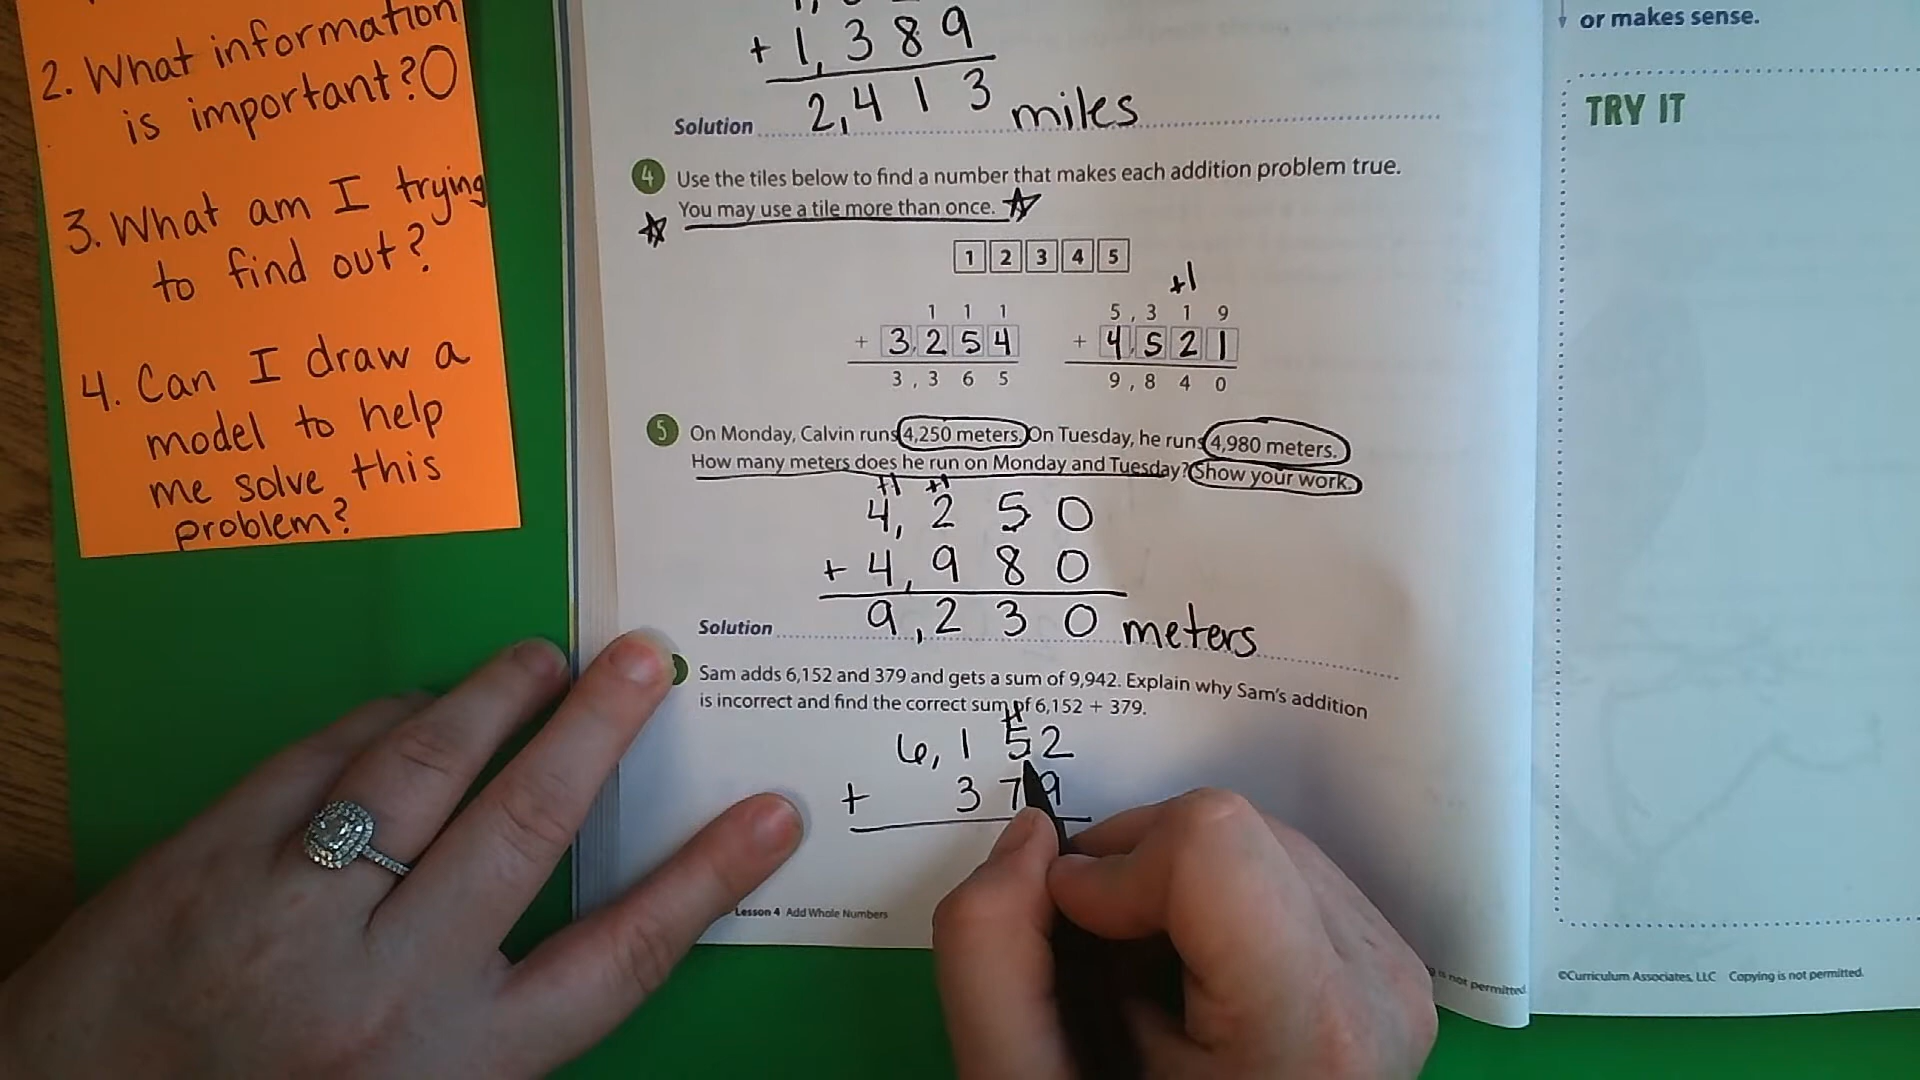 2. What information
is important?O
3. What am I trying
to find out?
4. Can I draw a
model to help
me solve this
problem?
+ 1,389
Solution 2,413 miles
4 Use the tiles below to find a number that makes each addition problem true.
You may use a tile more than once.
1 2 3 4 5
1 1 1
+ 3,254
3,365
+1
5,319
+ 4,521
9,840
5 On Monday, Calvin runs 4,250 meters. On Tuesday, he runs 4,980 meters.
How many meters does he run on Monday and Tuesday? Show your work.
+1 +1
4,250
+ 4,980
Solution 9,230 meters
Sam adds 6,152 and 379 and gets a sum of 9,942. Explain why Sam's addition
is incorrect and find the correct sum of 6,152 + 379.
+1
6,152
+ 379
Lesson 4 Add Whole Numbers
is not permitted.
or makes sense.
TRY IT
©Curriculum Associates, LLC Copying is not permitted.